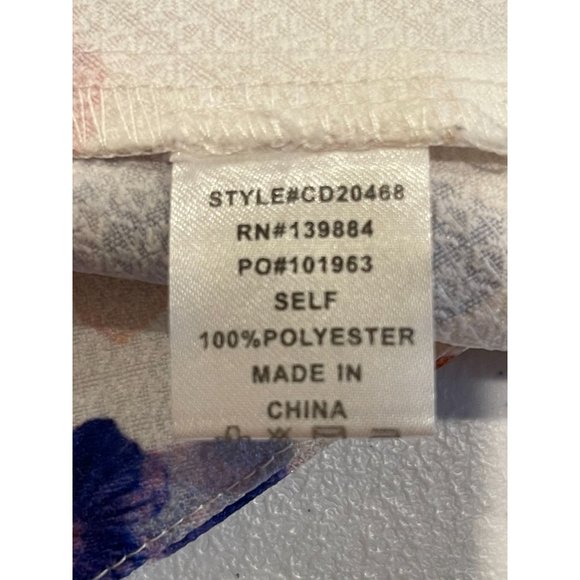 STYLE#CD20468
RN#139884
PO#101963
SELF
100%POLYESTER
MADE IN
CHINA